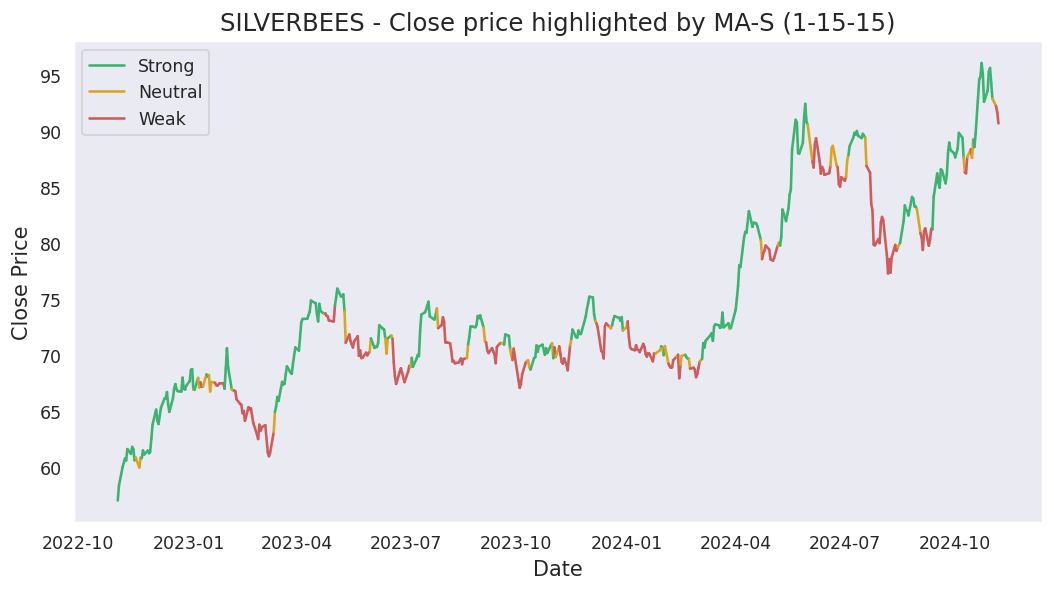 SILVERBEES - Close price highlighted by MA-S (1-15-15)
Strong
Neutral
Weak
Close Price
95
90
85
80
75
70
65
60
2022-10 2023-01 2023-04 2023-07 2023-10 2024-01 2024-04 2024-07 2024-10
Date